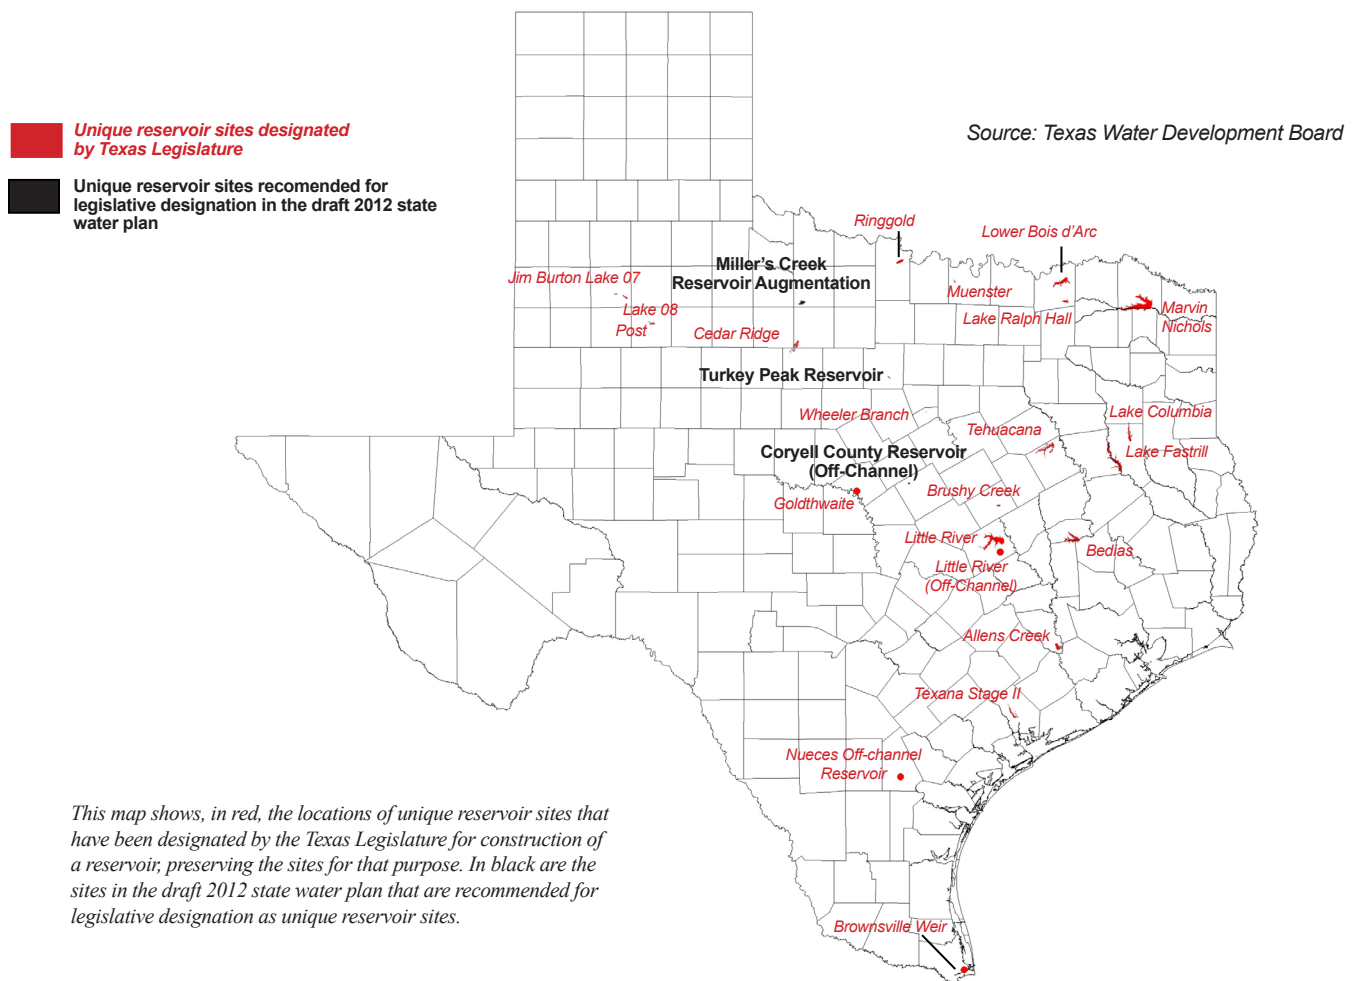 Unique reservoir sites designated
by Texas Legislature
Unique reservoir sites recomended for
legislative designation in the draft 2012 state
water plan
Source: Texas Water Development Board
Ringgold
Lower Bois d'Arc
Miller's Creek
Reservoir Augmentation
Jim Burton Lake 07
Muenster
Lake 08
Post
Cedar Ridge
Lake Ralph Hall
Marvin
Nichols
Turkey Peak Reservoir
Wheeler Branch
Lake Columbia
Tehuacana
Lake Fastrill
Coryell County Reservoir
(Off-Channel)
Goldthwaite
Brushy Creek
Little River
Little River
(Off-Channel)
Bedias
Allens Creek
Texana Stage II
Nueces Off-channel
Reservoir
This map shows, in red, the locations of unique reservoir sites that
have been designated by the Texas Legislature for construction of
a reservoir, preserving the sites for that purpose. In black are the
sites in the draft 2012 state water plan that are recommended for
legislative designation as unique reservoir sites.
Brownsville Weir